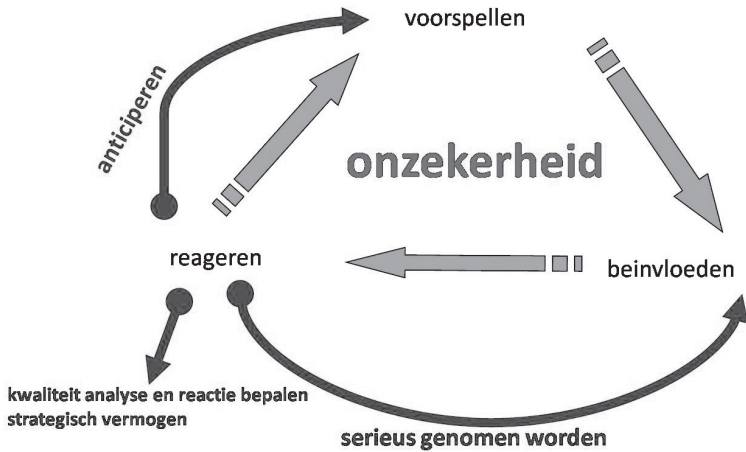 voorspellen
anticiperen
onzekerheid
reageren
beinvloeden
kwaliteit analyse en reactie bepalen
strategisch vermogen
serieus genomen worden